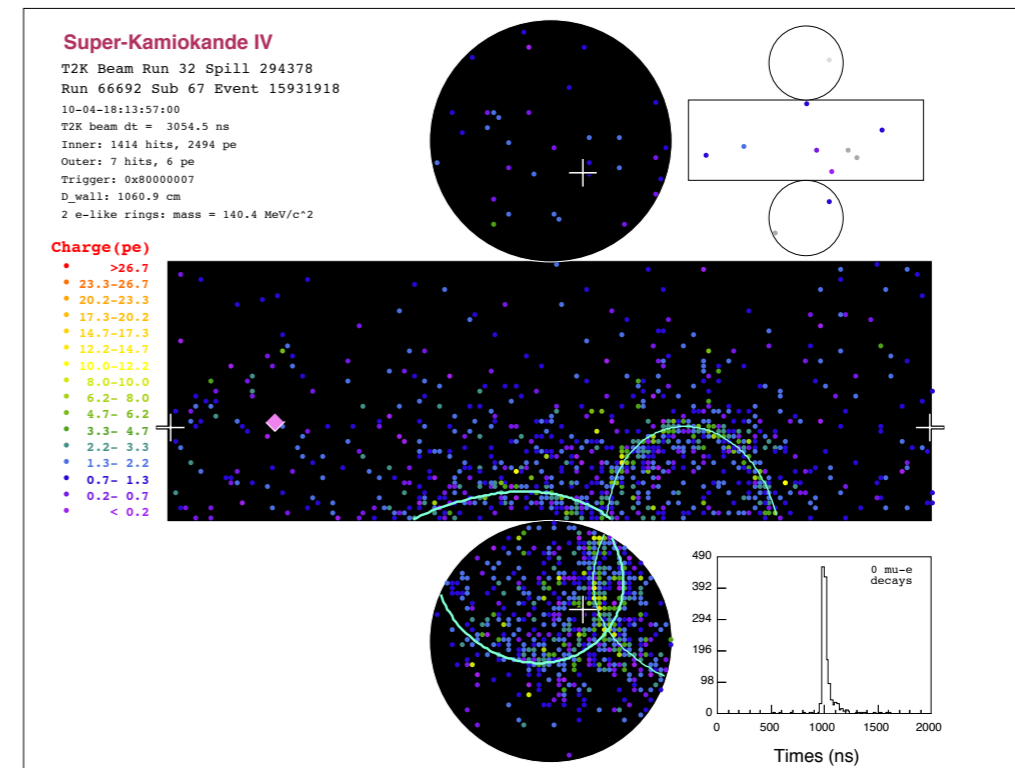 Super-Kamiokande IV
T2K Beam Run 32 Spill 294378
Run 66692 Sub 67 Event 15931918
10-04-18:13:57:00
T2K beam dt =  3054.5 ns
Inner: 1414 hits, 2494 pe
Outer: 7 hits, 6 pe
Trigger: 0x80000007
D_wall: 1060.9 cm
2 e-like rings: mass = 140.4 MeV/c^2
Charge(pe)
>26.7
23.3-26.7
20.2-23.3
17.3-20.2
14.7-17.3
12.2-14.7
10.0-12.2
8.0-10.0
6.2- 8.0
4.7- 6.2
3.3- 4.7
2.2- 3.3
1.3- 2.2
0.7- 1.3
0.2- 0.7
< 0.2
0 mu-e
decays
490
392
294
196
98
0
0 500 1000 1500 2000
Times (ns)